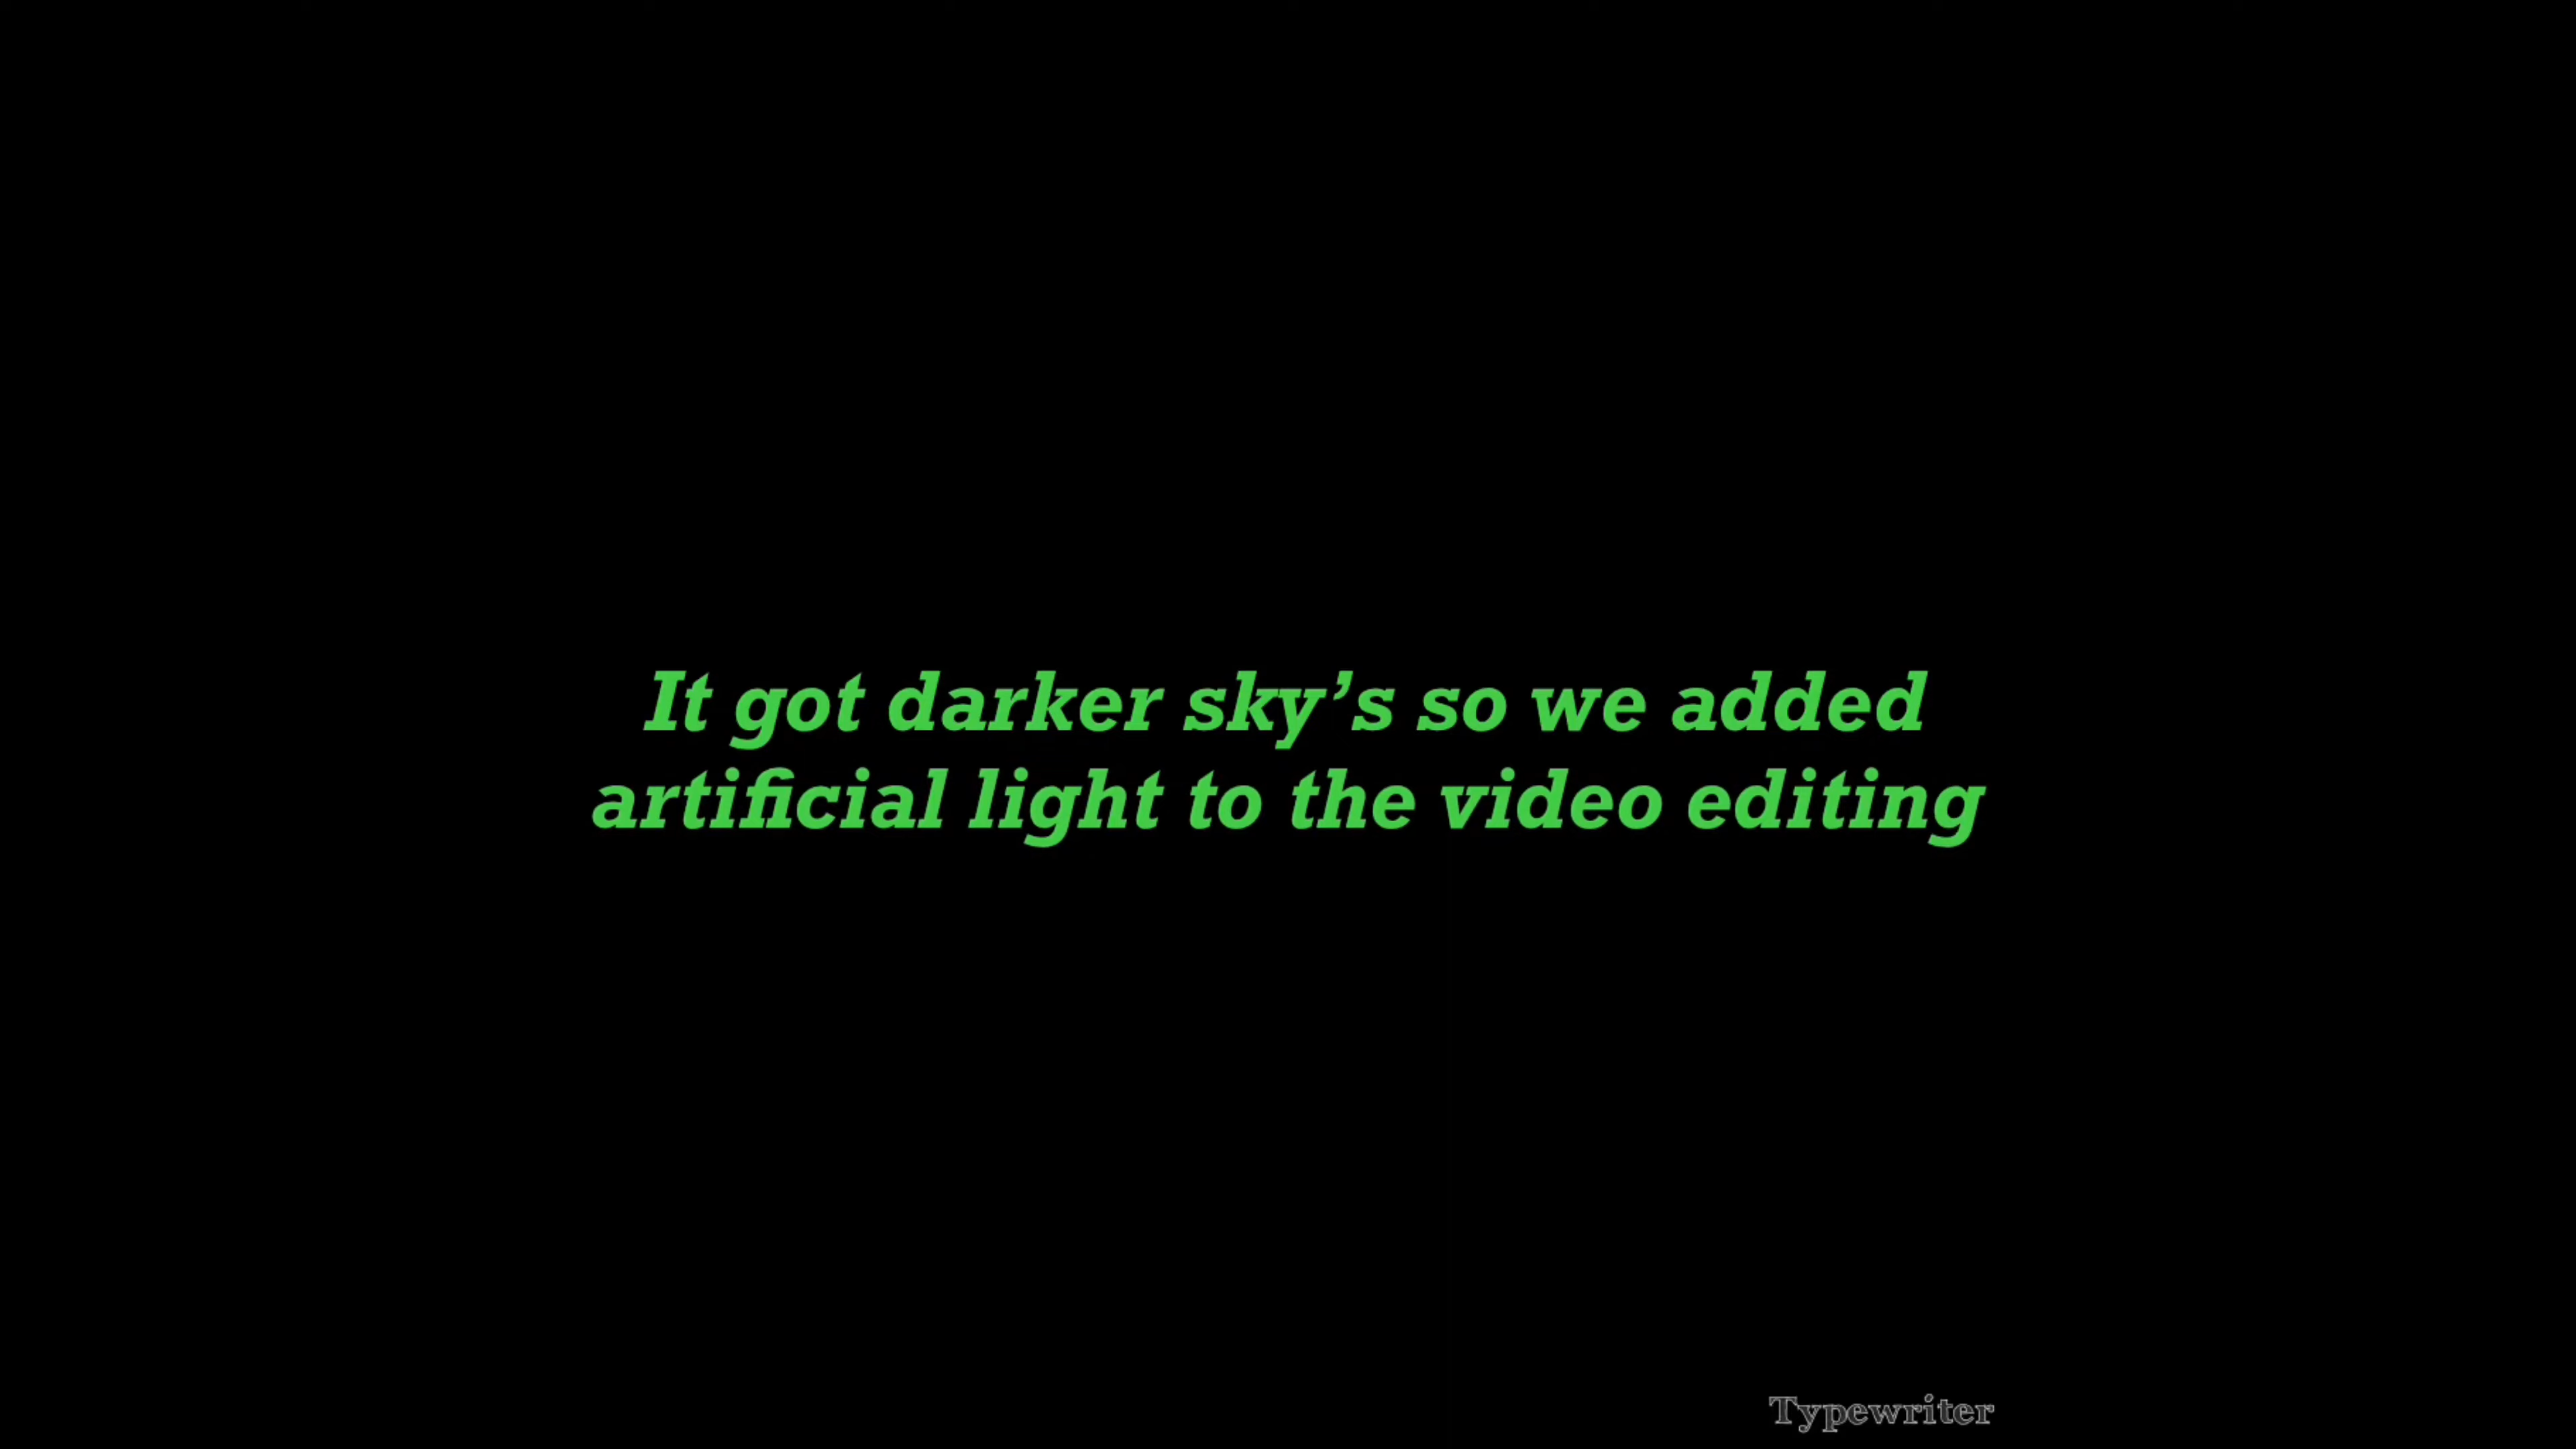 It got darker sky’s so we added
artificial light to the video editing
Typewriter